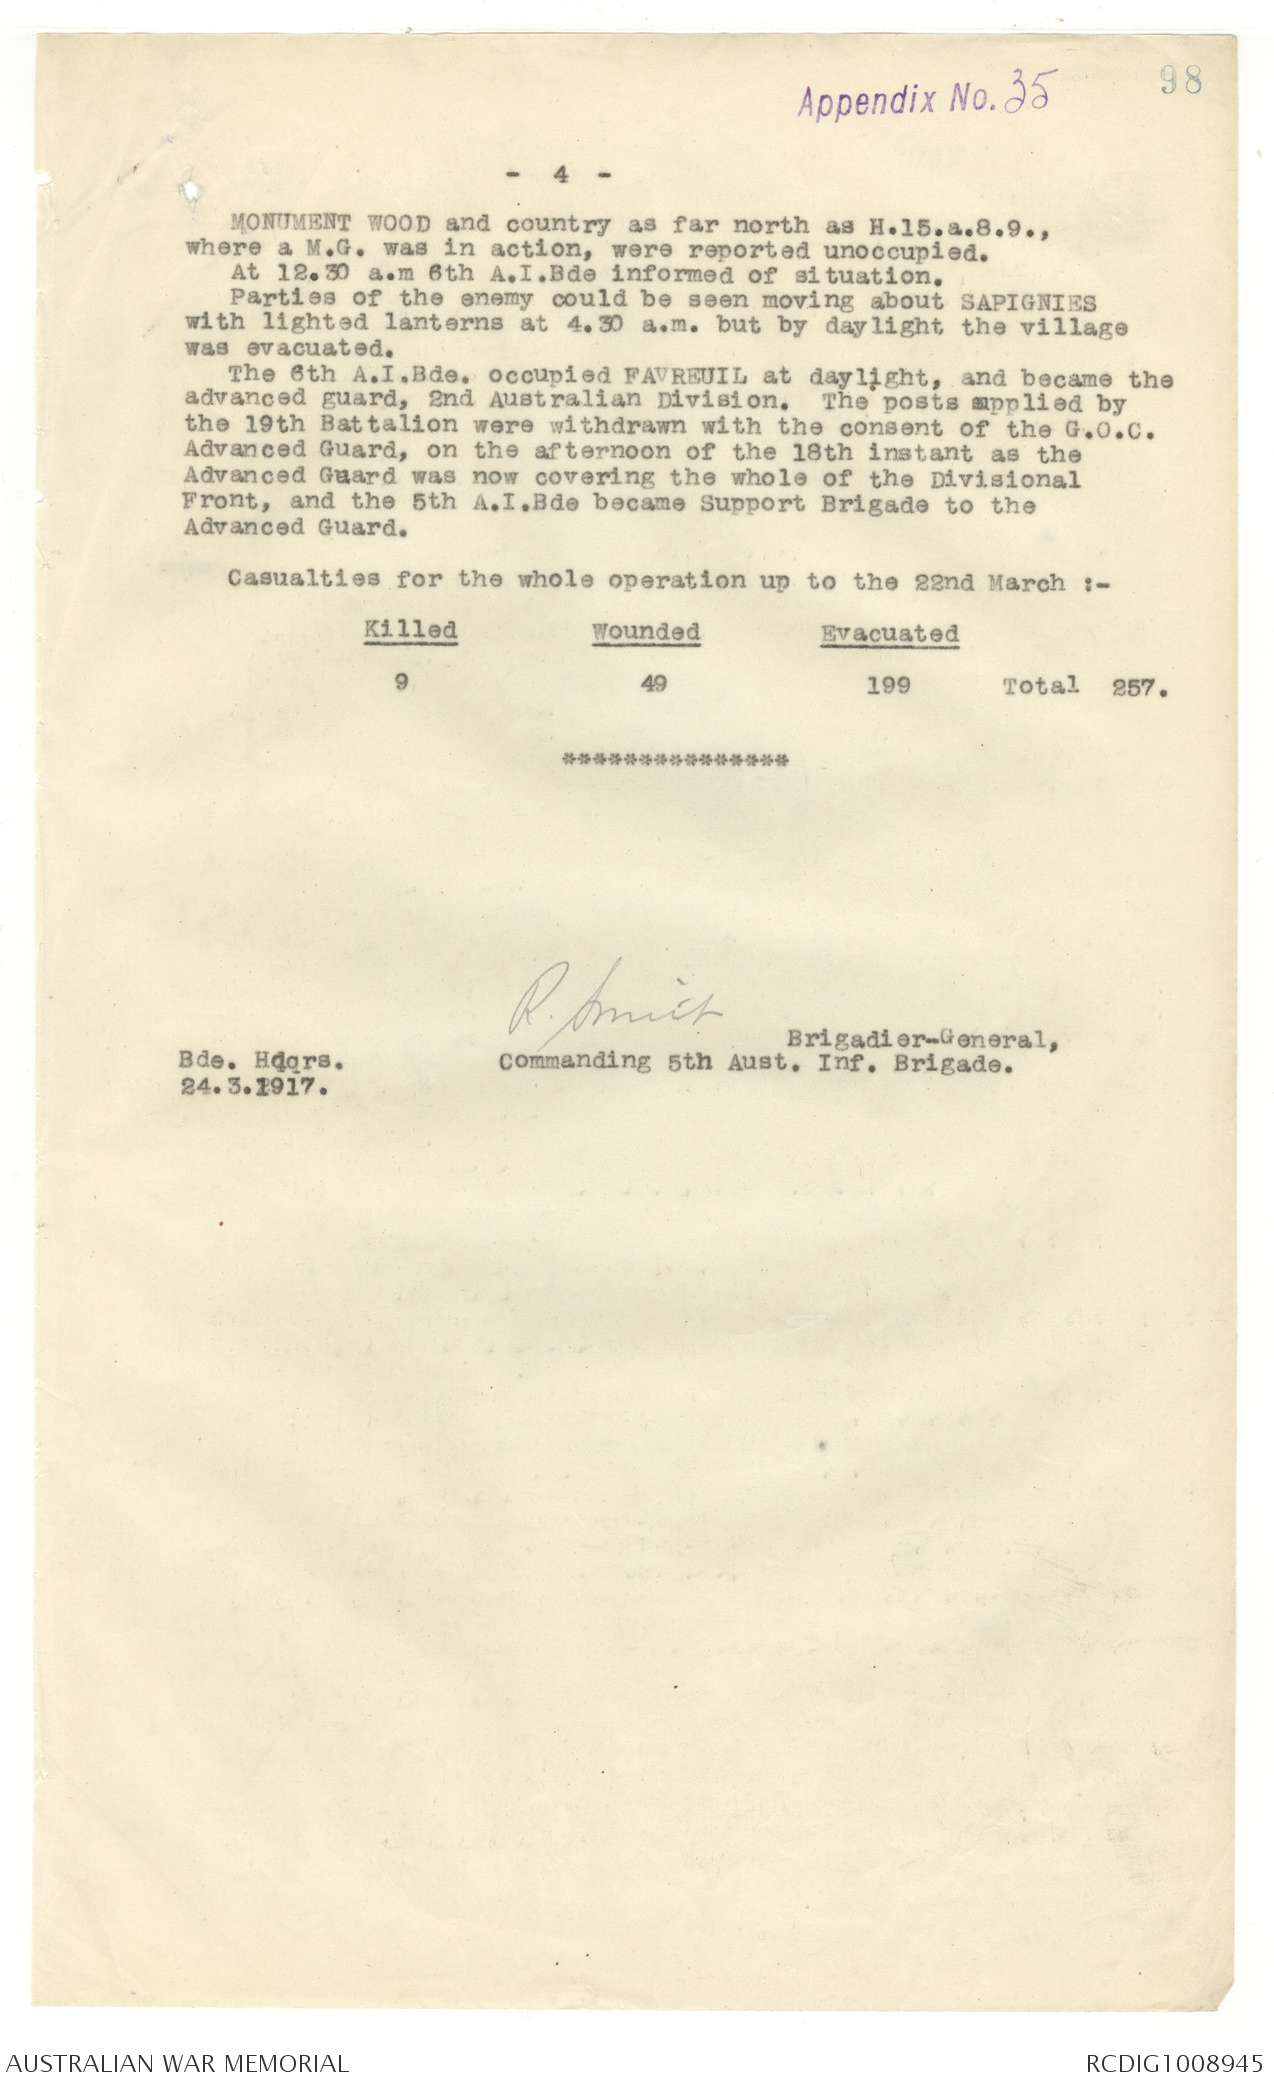 98
Appendix No. 35
- 4 -
MONUMENT WOOD and country as far north as H.15.a.8.9.,
where a M.G. was in action, were reported unoccupied.
At 12.30 a.m 6th A.I.Bde informed of situation.
Parties of the enemy could be seen moving about SAPIGNIES
with lighted lanterns at 4.30 a.m. but by daylight the village
was evacuated.
The 6th A.I.Bde. occupied FAVREUIL at daylight, and became the
advanced guard, 2nd Australian Division. The posts supplied by
the 19th Battalion were withdrawn with the consent of the G.O.C.
Advanced Guard, on the afternoon of the 18th instant as the
Advanced Guard was now covering the whole of the Divisional
Front, and the 5th A.I.Bde became Support Brigade to the
Advanced Guard.
Casualties for the whole operation up to the 22nd March :-
Killed Wounded Evacuated
9 49 199 Total 257.
***************
R. Smith
Brigadier-General,
Bde. Hdqrs. Commanding 5th Aust. Inf. Brigade.
24.3.1917.
AUSTRALIAN WAR MEMORIAL RCDIG1008945